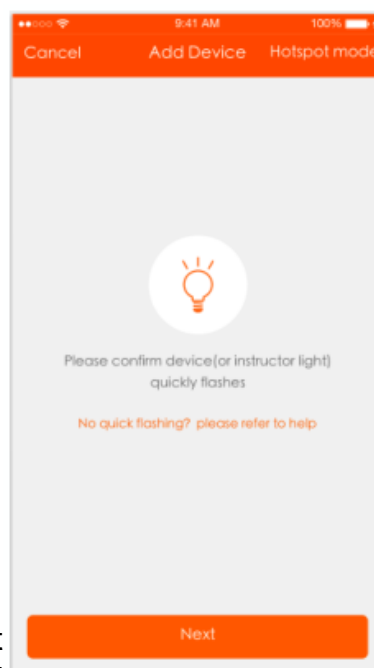 9:41 AM 100%
Cancel Add Device Hotspot mode
Please confirm device(or instructor light)
quickly flashes
No quick flashing? please refer to help
Next